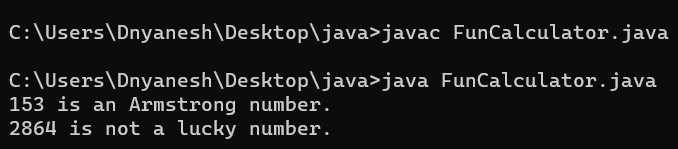 C:\Users\Dnyanesh\Desktop\java>javac FunCalculator.java
C:\Users\Dnyanesh\Desktop\java>java FunCalculator.java
153 is an Armstrong number.
2864 is not a lucky number.